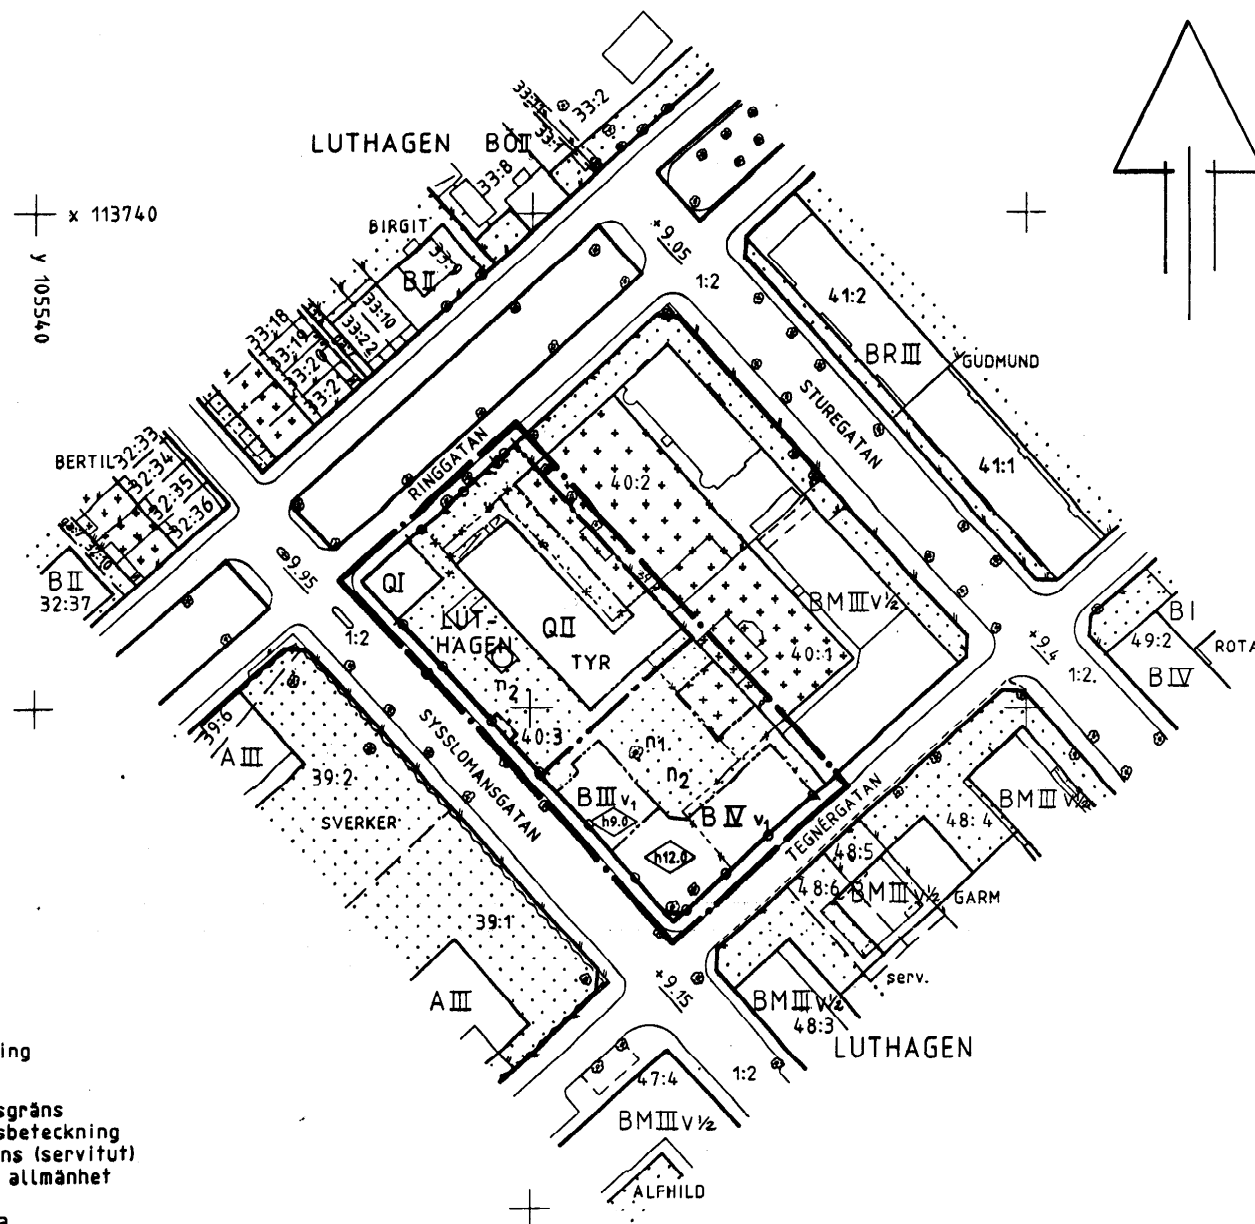 33:2
33:1
LUTHAGEN
BÖII
33:8
x 113740
y 105540
BIRGIT
BII
9.05
1:2
41:2
BRIII
GUDMUND
33:18
33:19
33:20
33:21
33:10
33:22
STUREGATAN
41:1
BERTIL
32:33
32:34
32:35
32:36
32:10
RINGGATAN
40:2
BII
32:37
9.95
1:2
QI
LUT-
HAGEN
QII
TYR
n2
BMIIIv½
40:1
BI
49:2
ROTA
BIV
9.4
1:2
39:6
AIII
39:2
SVERKER
SYSSLOMANSGATAN
40:3
n1
n2
BIIIv1
h9.0
BIVv1
h12.0
TEGNERGATAN
BMIIIv½
48:4
48:5
48:6
BMIIIv½
GARM
39:1
AIII
9.15
serv.
BMIIIv½
48:3
LUTHAGEN
1:2
47:4
BMIIIv½
ALFHILD
ing
sgräns
sbeteckning
ns (servitut)
allmänhet